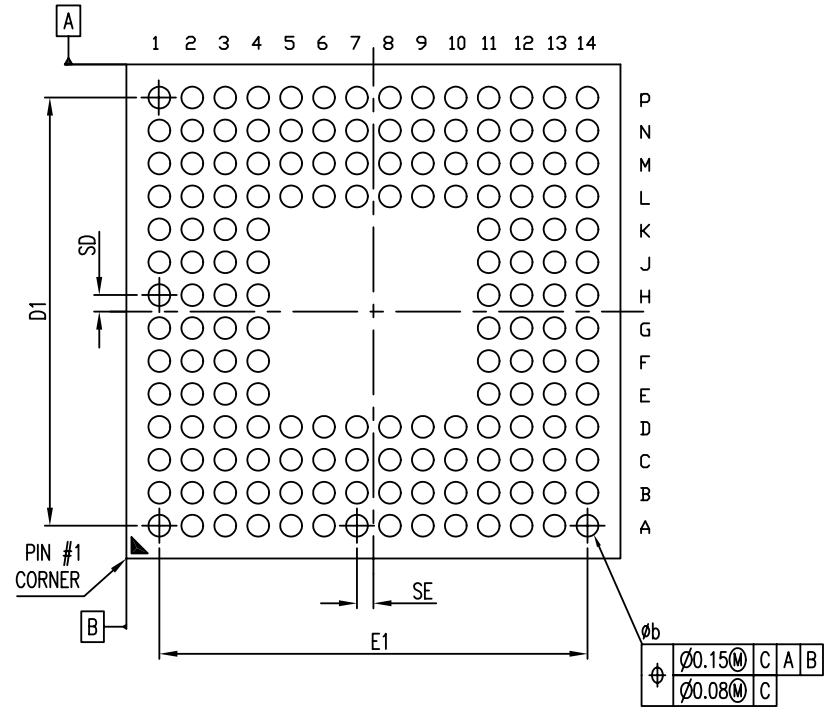 A
1 2 3 4 5 6 7 8 9 10 11 12 13 14
P
N
M
L
K
J
SD
H
D1
G
F
E
D
C
B
A
PIN #1
CORNER
SE
B
E1
øb
⌖ Ø0.15Ⓜ C A B
Ø0.08Ⓜ C